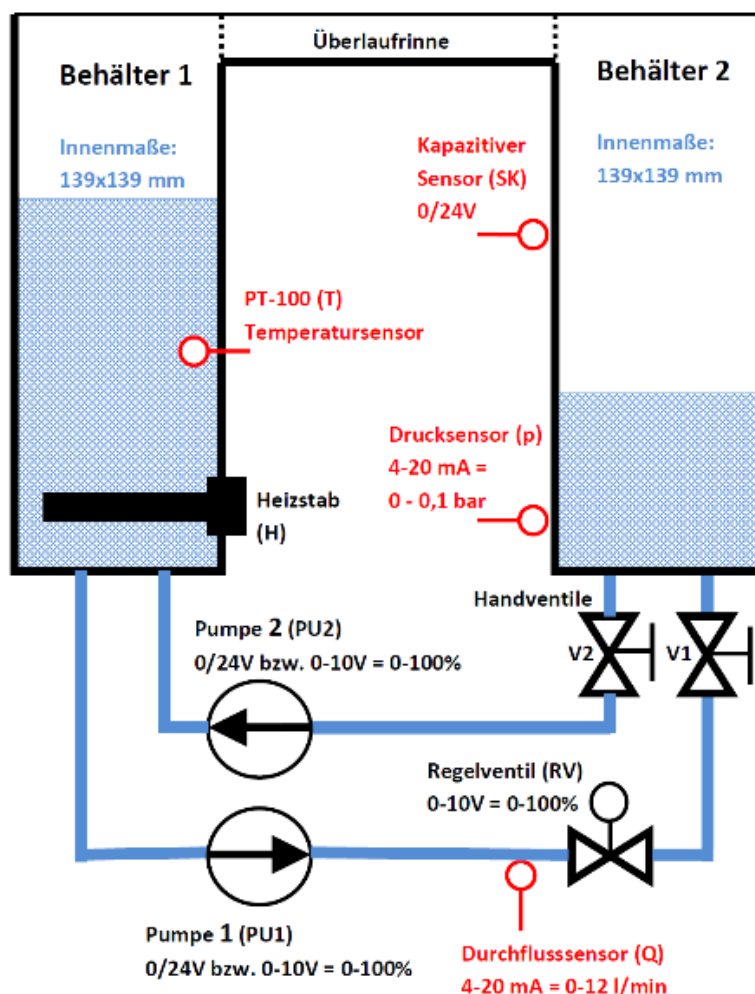 Überlaufrinne
Behälter 1
Behälter 2
Innenmaße:
139x139 mm
Kapazitiver
Sensor (SK)
0/24V
Innenmaße:
139x139 mm
PT-100 (T)
Temperatursensor
Drucksensor (p)
4-20 mA =
0 - 0,1 bar
Heizstab
(H)
Handventile
V2
V1
Pumpe 2 (PU2)
0/24V bzw. 0-10V = 0-100%
Regelventil (RV)
0-10V = 0-100%
Pumpe 1 (PU1)
0/24V bzw. 0-10V = 0-100%
Durchflusssensor (Q)
4-20 mA = 0-12 l/min